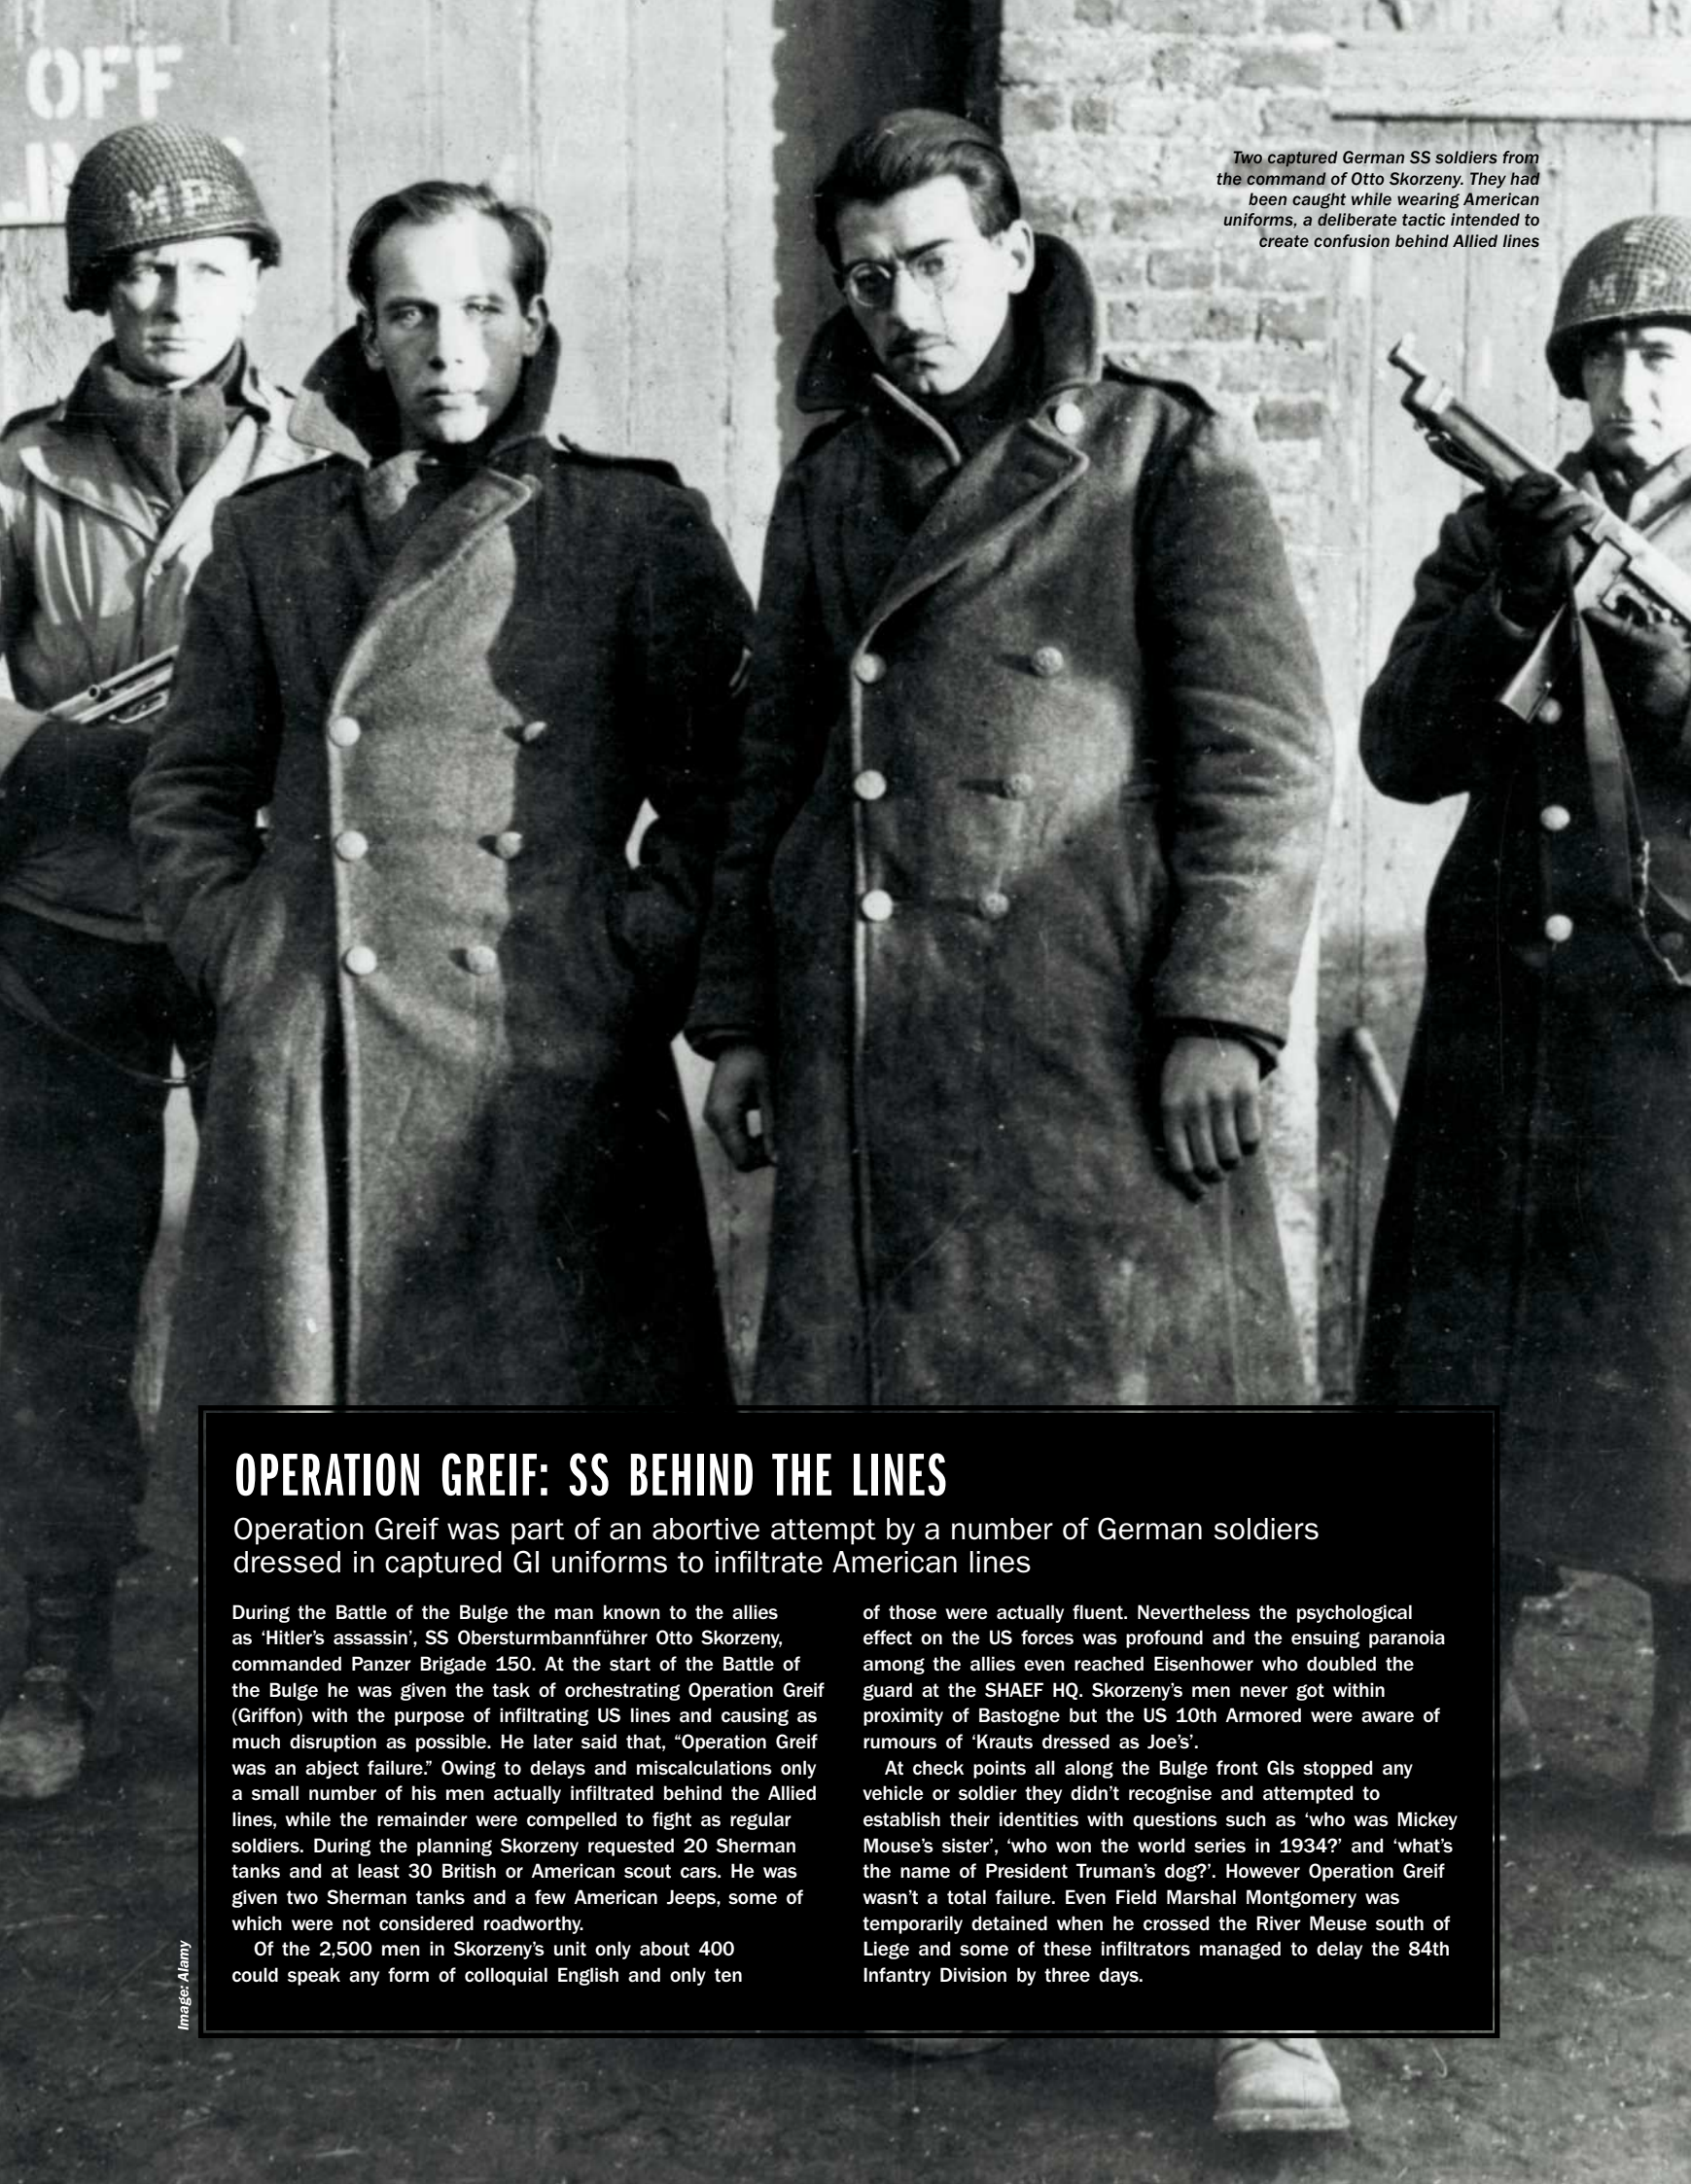 OFF
MP
MP
Two captured German SS soldiers from
the command of Otto Skorzeny. They had
been caught while wearing American
uniforms, a deliberate tactic intended to
create confusion behind Allied lines
OPERATION GREIF: SS BEHIND THE LINES
Operation Greif was part of an abortive attempt by a number of German soldiers
dressed in captured GI uniforms to infiltrate American lines
During the Battle of the Bulge the man known to the allies
as ‘Hitler’s assassin’, SS Obersturmbannführer Otto Skorzeny,
commanded Panzer Brigade 150. At the start of the Battle of
the Bulge he was given the task of orchestrating Operation Greif
(Griffon) with the purpose of infiltrating US lines and causing as
much disruption as possible. He later said that, “Operation Greif
was an abject failure.” Owing to delays and miscalculations only
a small number of his men actually infiltrated behind the Allied
lines, while the remainder were compelled to fight as regular
soldiers. During the planning Skorzeny requested 20 Sherman
tanks and at least 30 British or American scout cars. He was
given two Sherman tanks and a few American Jeeps, some of
which were not considered roadworthy.
Of the 2,500 men in Skorzeny’s unit only about 400
could speak any form of colloquial English and only ten
of those were actually fluent. Nevertheless the psychological
effect on the US forces was profound and the ensuing paranoia
among the allies even reached Eisenhower who doubled the
guard at the SHAEF HQ. Skorzeny’s men never got within
proximity of Bastogne but the US 10th Armored were aware of
rumours of ‘Krauts dressed as Joe’s’.
At check points all along the Bulge front GIs stopped any
vehicle or soldier they didn’t recognise and attempted to
establish their identities with questions such as ‘who was Mickey
Mouse’s sister’, ‘who won the world series in 1934?’ and ‘what’s
the name of President Truman’s dog?’. However Operation Greif
wasn’t a total failure. Even Field Marshal Montgomery was
temporarily detained when he crossed the River Meuse south of
Liege and some of these infiltrators managed to delay the 84th
Infantry Division by three days.
Image: Alamy